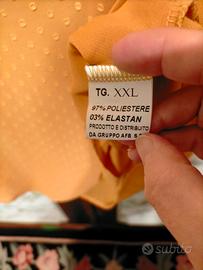 TG. XXL
97% POLIESTERE
03% ELASTAN
PRODOTTO E DISTRIBUITO
DA GRUPPO AFB
subito